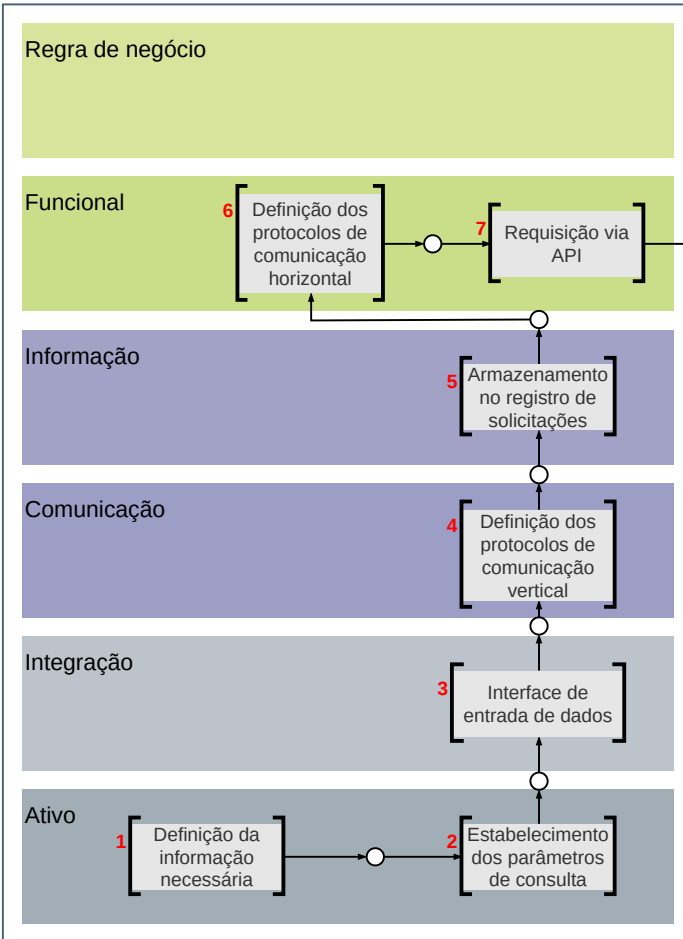 Regra de negócio
Funcional
6
Definição dos
protocolos de
comunicação
horizontal
7
Requisição via
API
Informação
5
Armazenamento
no registro de
solicitações
Comunicação
4
Definição dos
protocolos de
comunicação
vertical
Integração
3
Interface de
entrada de dados
Ativo
1
Definição da
informação
necessária
2
Estabelecimento
dos parâmetros
de consulta